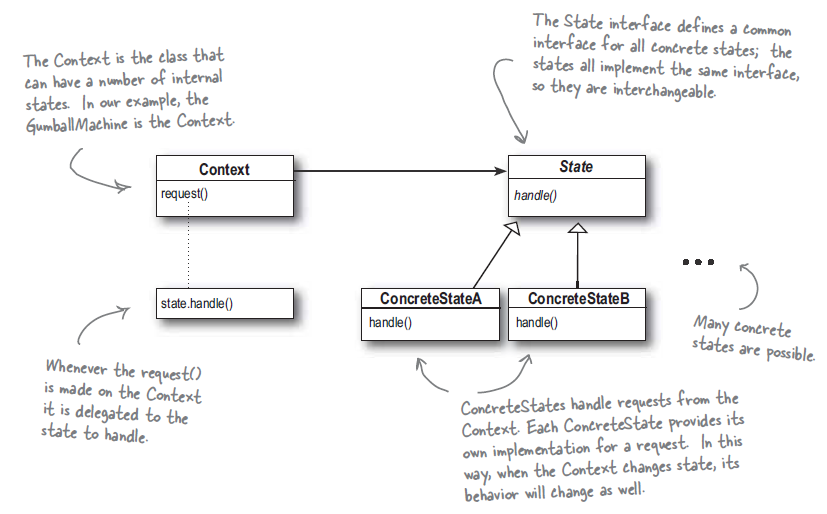 The Context is the class that
can have a number of internal
states. In our example, the
GumballMachine is the Context.
The State interface defines a common
interface for all concrete states; the
states all implement the same interface,
so they are interchangeable.
Context
request()
State
handle()
state.handle()
ConcreteStateA
handle()
ConcreteStateB
handle()
Many concrete
states are possible.
Whenever the request()
is made on the Context
it is delegated to the
state to handle.
ConcreteStates handle requests from the
Context. Each ConcreteState provides its
own implementation for a request. In this
way, when the Context changes state, its
behavior will change as well.